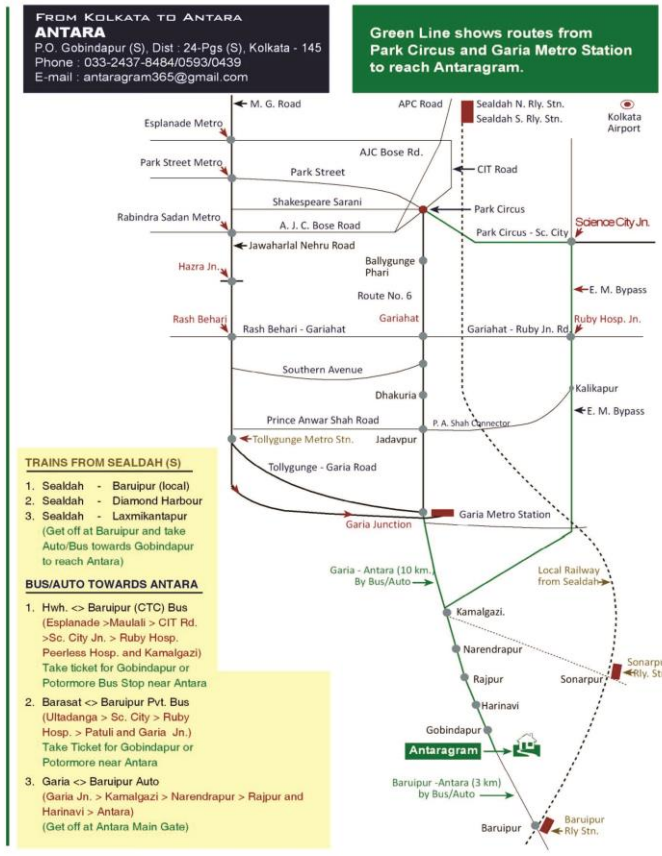 FROM KOLKATA TO ANTARA
ANTARA
P.O. Gobindapur (S), Dist : 24-Pgs (S), Kolkata - 145
Phone : 033-2437-8484/0593/0439
E-mail : antaragram365@gmail.com
Green Line shows routes from
Park Circus and Garia Metro Station
to reach Antaragram.
M. G. Road
APC Road
Sealdah N. Rly. Stn.
Sealdah S. Rly. Stn.
Kolkata
Airport
Esplanade Metro
AJC Bose Rd.
Park Street Metro
Park Street
CIT Road
Shakespeare Sarani
Park Circus
Rabindra Sadan Metro
A. J. C. Bose Road
Science City Jn.
Park Circus - Sc. City
Jawaharlal Nehru Road
Ballygunge
Phari
Hazra Jn.
E. M. Bypass
Route No. 6
Rash Behari
Gariahat
Ruby Hosp. Jn.
Rash Behari - Gariahat
Gariahat - Ruby Jn. Rd.
Southern Avenue
Dhakuria
Kalikapur
E. M. Bypass
Prince Anwar Shah Road
P. A. Shah Connector
Tollygunge Metro Stn.
Jadavpur
Tollygunge - Garia Road
Garia Metro Station
Garia Junction
Garia - Antara (10 km.)
By Bus/Auto
Local Railway
from Sealdah
Kamalgazi.
Narendrapur
Rajpur
Sonarpur
Sonarpu
Rly. Stn
Harinavi
Gobindapur
Antaragram
Baruipur -Antara (3 km)
by Bus/Auto
Baruipur
Baruipur
Rly Stn.
TRAINS FROM SEALDAH (S)
1. Sealdah - Baruipur (local)
2. Sealdah - Diamond Harbour
3. Sealdah - Laxmikantapur
(Get off at Baruipur and take
Auto/Bus towards Gobindapur
to reach Antara)
BUS/AUTO TOWARDS ANTARA
1. Hwh. <> Baruipur (CTC) Bus
(Esplanade >Maulali > CIT Rd.
>Sc. City Jn. > Ruby Hosp.
Peerless Hosp. and Kamalgazi)
Take ticket for Gobindapur or
Potormore Bus Stop near Antara
2. Barasat <> Baruipur Pvt. Bus
(Ultadanga > Sc. City > Ruby
Hosp. > Patuli and Garia Jn.)
Take Ticket for Gobindapur or
Potormore near Antara
3. Garia <> Baruipur Auto
(Garia Jn. > Kamalgazi > Narendrapur > Rajpur and
Harinavi > Antara)
(Get off at Antara Main Gate)